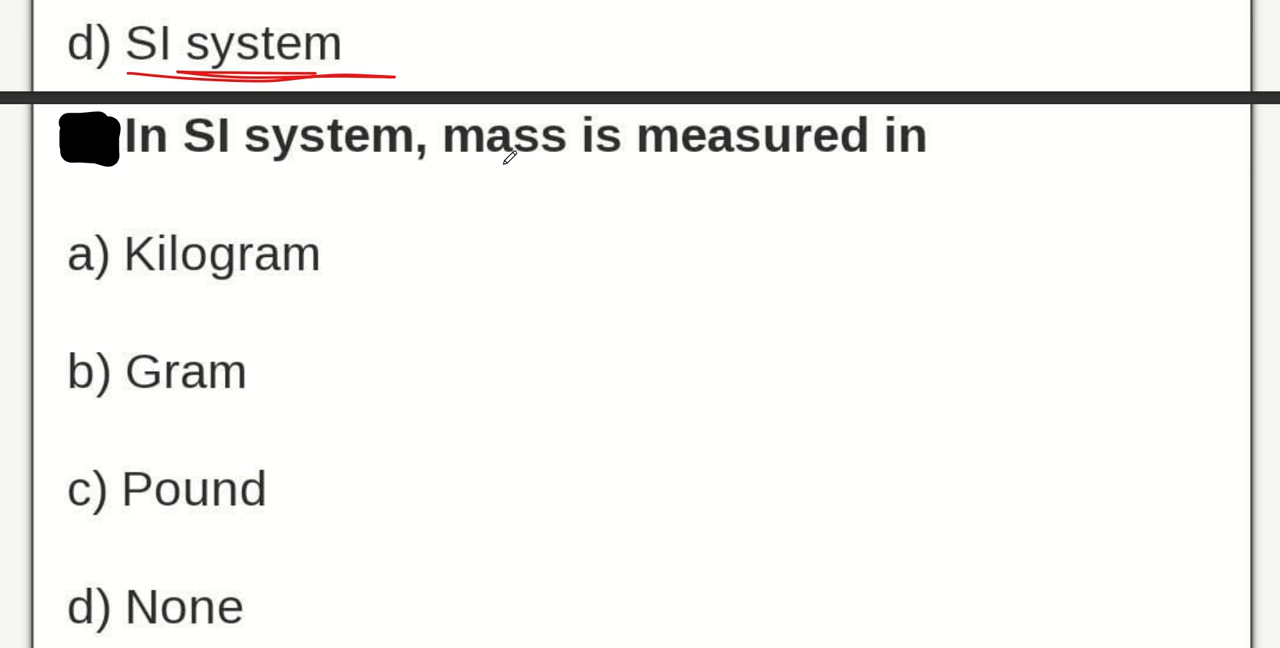 d) SI system
In SI system, mass is measured in
a) Kilogram
b) Gram
c) Pound
d) None